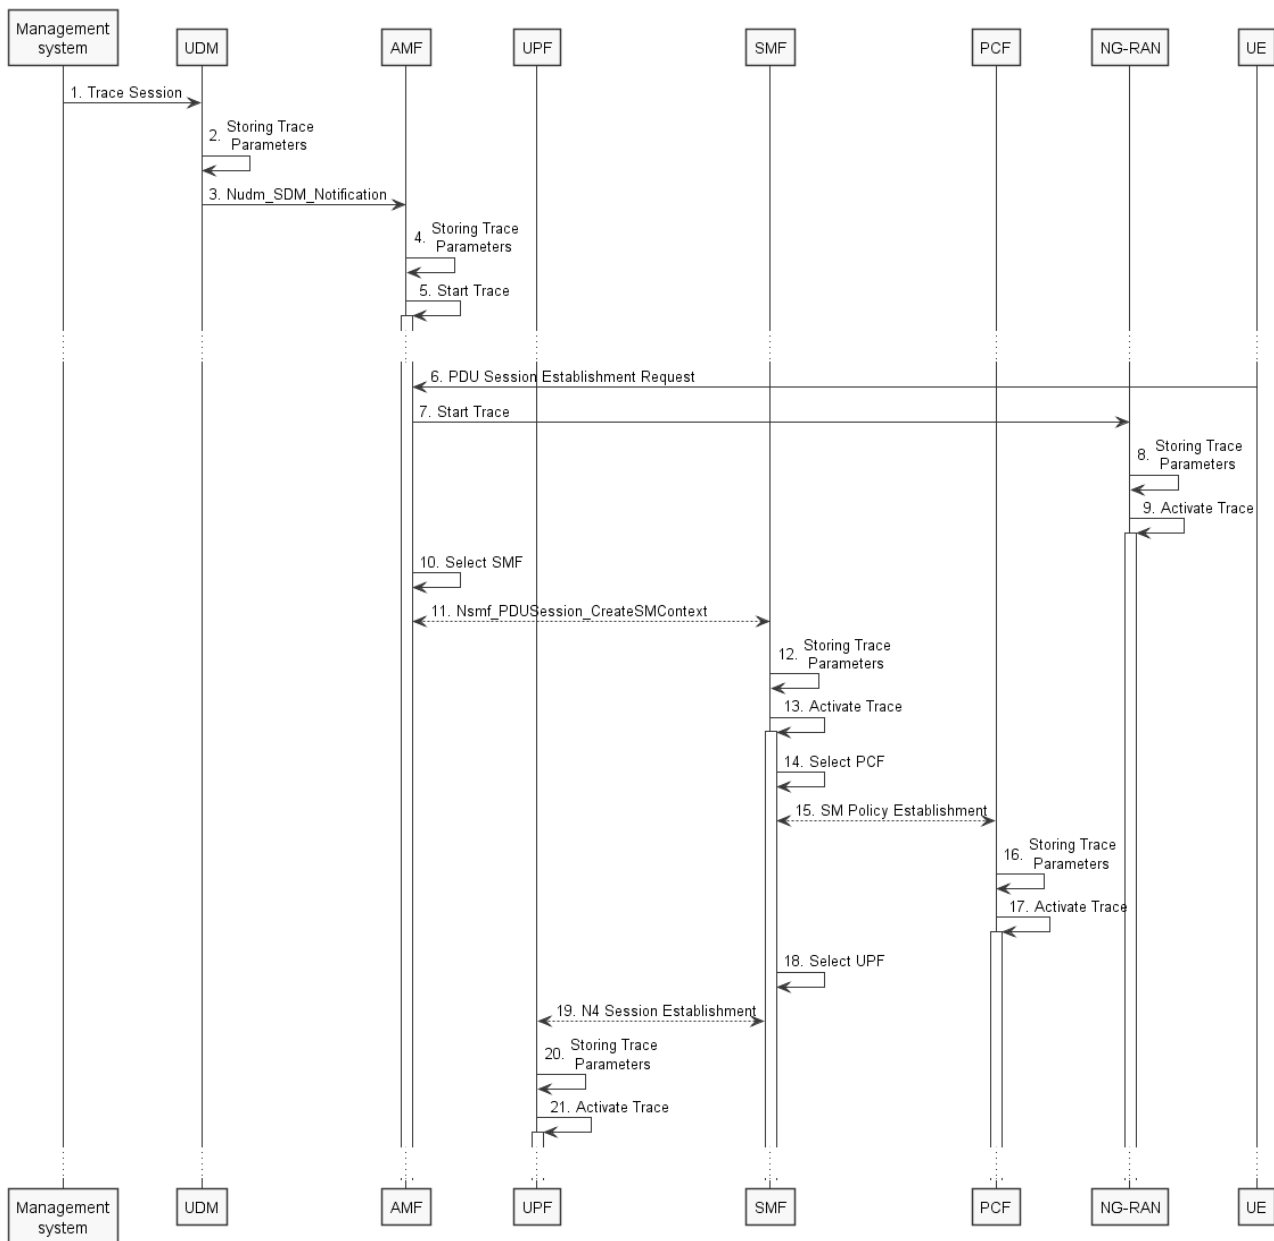 Management
system
UDM
AMF
UPF
SMF
PCF
NG-RAN
UE
1. Trace Session
2. Storing Trace
Parameters
3. Nudm_SDM_Notification
4. Storing Trace
Parameters
5. Start Trace
6. PDU Session Establishment Request
7. Start Trace
8. Storing Trace
Parameters
9. Activate Trace
10. Select SMF
11. Nsmf_PDUSession_CreateSMContext
12. Storing Trace
Parameters
13. Activate Trace
14. Select PCF
15. SM Policy Establishment
16. Storing Trace
Parameters
17. Activate Trace
18. Select UPF
19. N4 Session Establishment
20. Storing Trace
Parameters
21. Activate Trace
Management
system
UDM
AMF
UPF
SMF
PCF
NG-RAN
UE